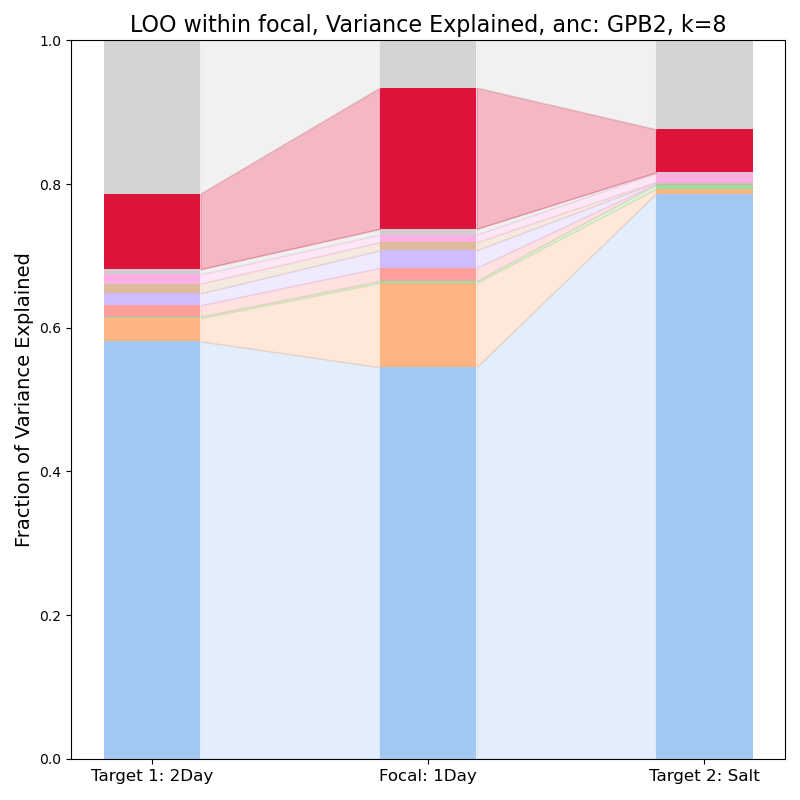 LOO within focal, Variance Explained, anc: GPB2, k=8
1.0
0.8
0.6
0.4
0.2
0.0
Fraction of Variance Explained
Target 1: 2Day
Focal: 1Day
Target 2: Salt